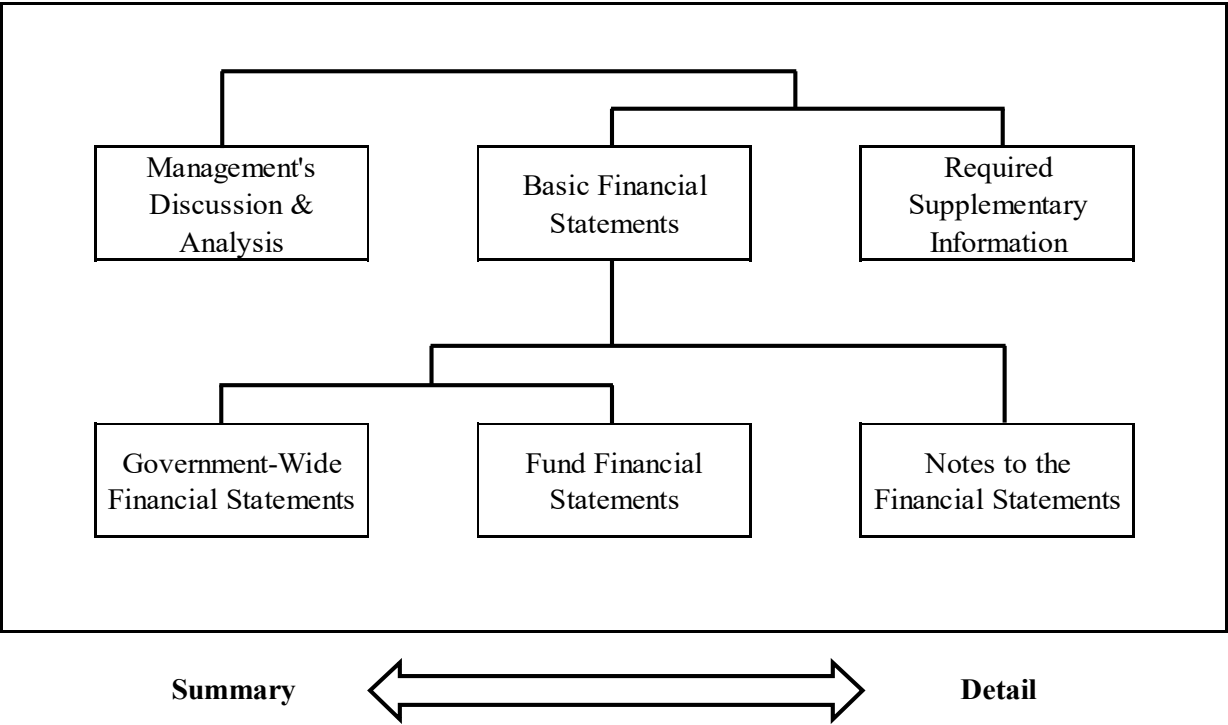 Management's
Discussion &
Analysis
Basic Financial
Statements
Required
Supplementary
Information
Government-Wide
Financial Statements
Fund Financial
Statements
Notes to the
Financial Statements
Summary
Detail